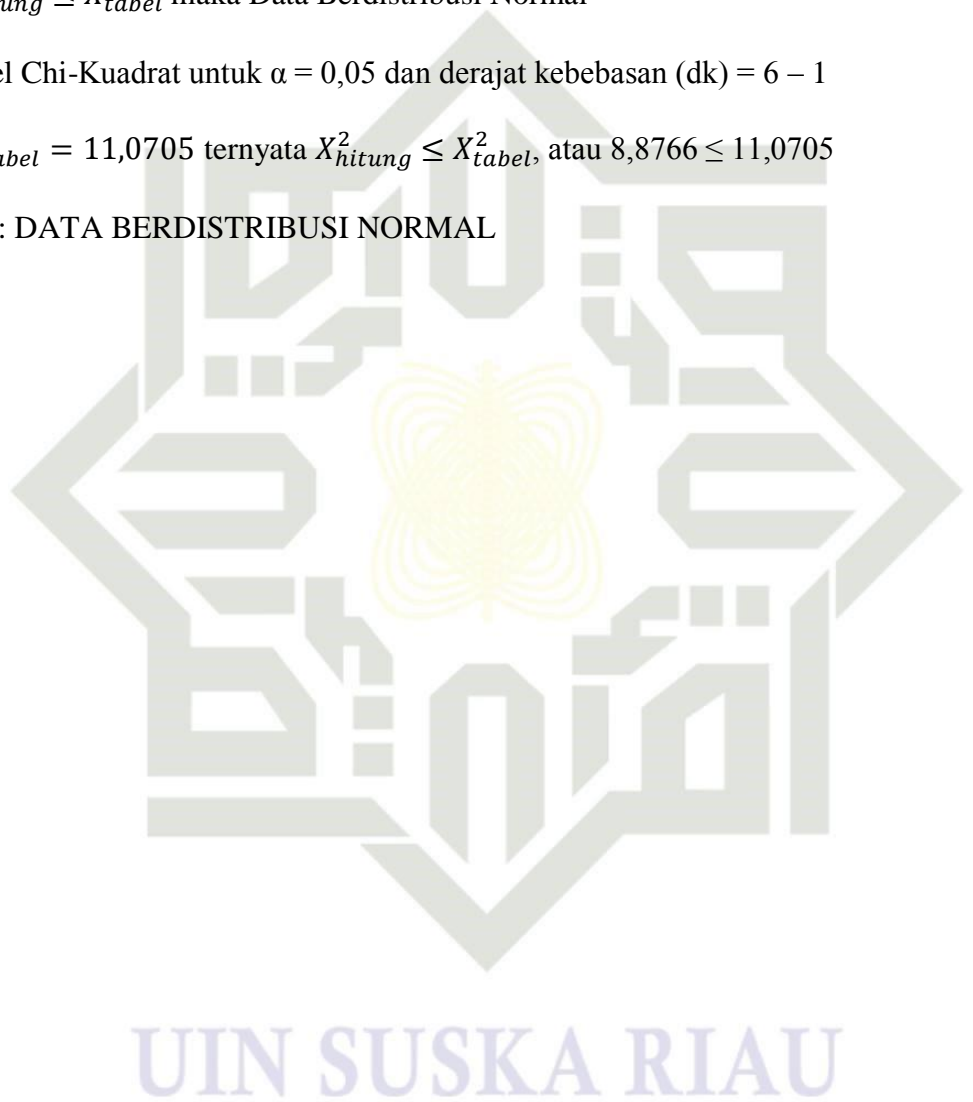 ≤ X²tabel maka Data Berdistribusi Normal
Chi-Kuadrat untuk α = 0,05 dan derajat kebebasan (dk) = 6 – 1
= 11,0705 ternyata X²hitung ≤ X²tabel, atau 8,8766 ≤ 11,0705
: DATA BERDISTRIBUSI NORMAL
UIN SUSKA RIAU